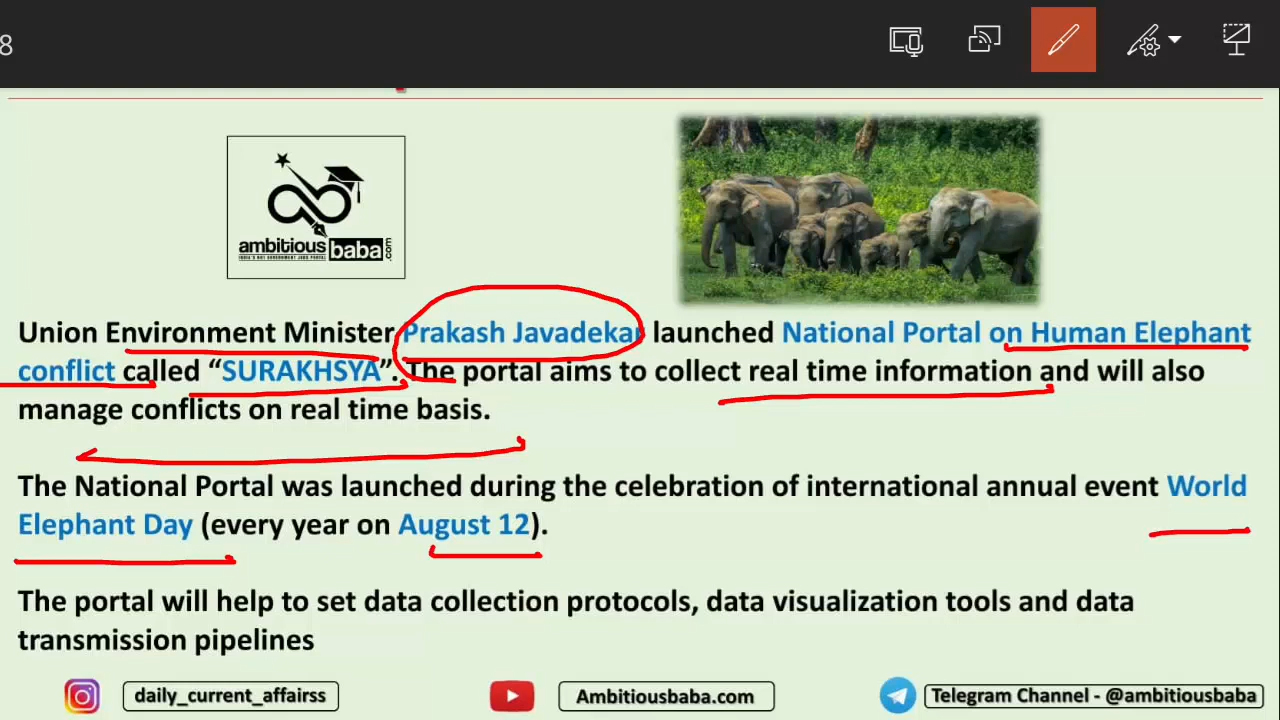 8
ambitious
baba
.com
INDIA'S NO1 GOVERNMENT JOBS PORTAL
Union Environment Minister Prakash Javadekar launched National Portal on Human Elephant
conflict called “SURAKHSYA”. The portal aims to collect real time information and will also
manage conflicts on real time basis.
The National Portal was launched during the celebration of international annual event World
Elephant Day (every year on August 12).
The portal will help to set data collection protocols, data visualization tools and data
transmission pipelines
daily_current_affairss
Ambitiousbaba.com
Telegram Channel - @ambitiousbaba